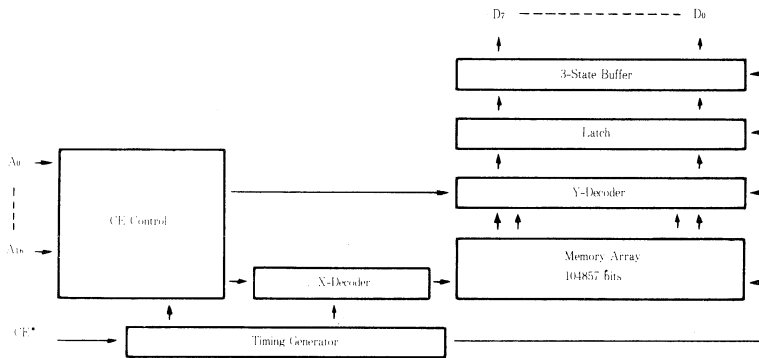 D7 D0
3-State Buffer
Latch
A0
Y-Decoder
CE Control
A16
Memory Array
104857 bits
X-Decoder
CE*
Timing Generator